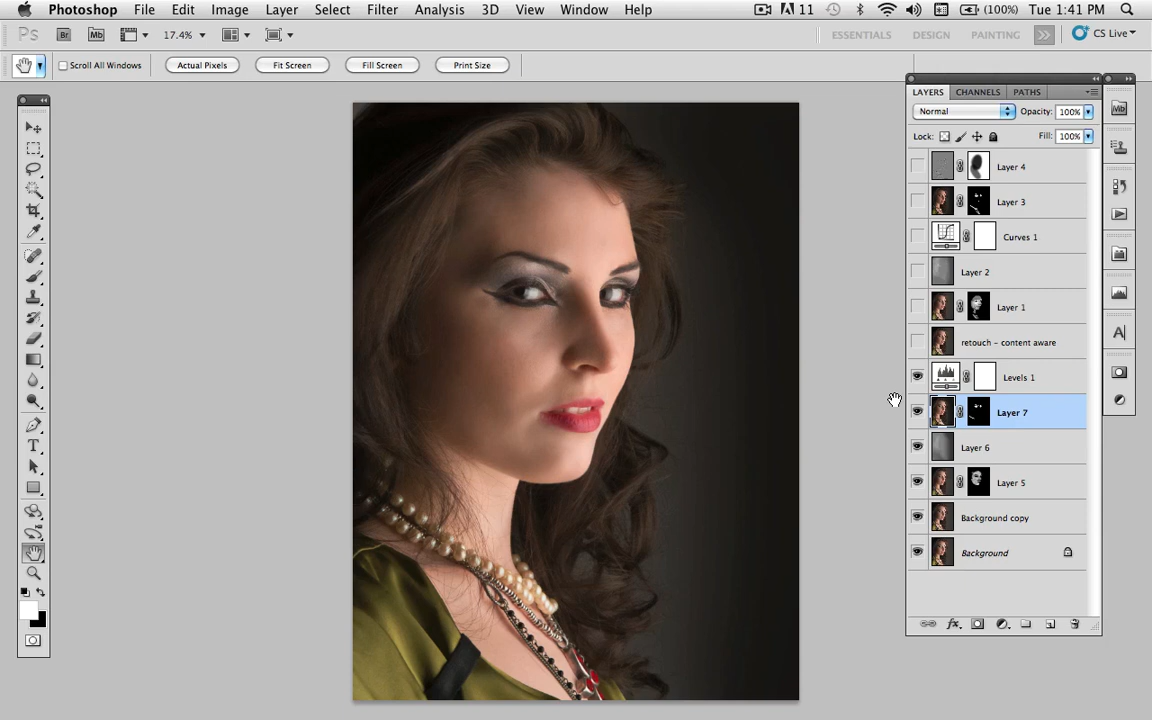 Photoshop File Edit Image Layer Select Filter Analysis 3D View Window Help 11 (100%) Tue 1:41 PM
Ps Br Mb 17.4% ESSENTIALS DESIGN PAINTING CS Live
Scroll All Windows Actual Pixels Fit Screen Fill Screen Print Size
LAYERS CHANNELS PATHS
Normal Opacity: 100%
Lock: Fill: 100%
Mb
Layer 4
Layer 3
Curves 1
Layer 2
Layer 1
retouch - content aware
Levels 1
Layer 7
Layer 6
Layer 5
Background copy
Background
fx
A
T